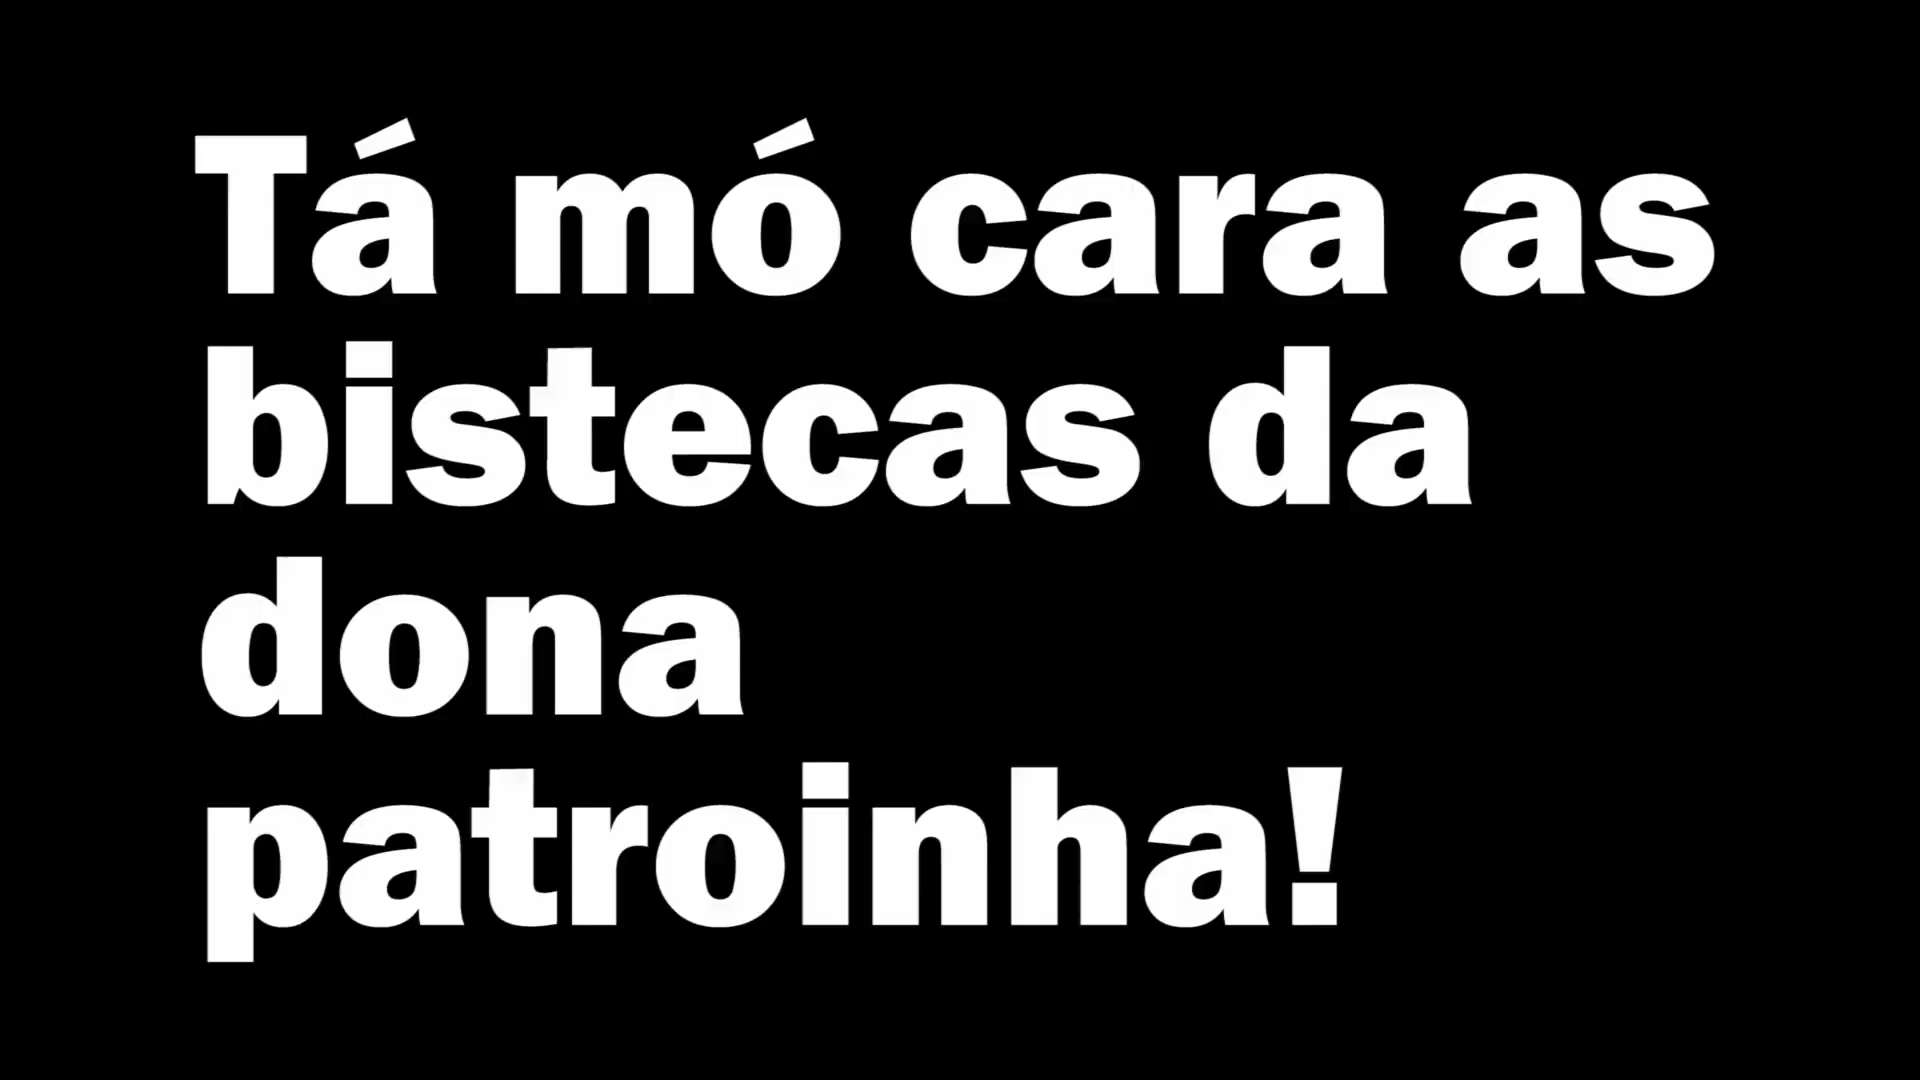 Tá mó cara as
bistecas da
dona
patroinha!